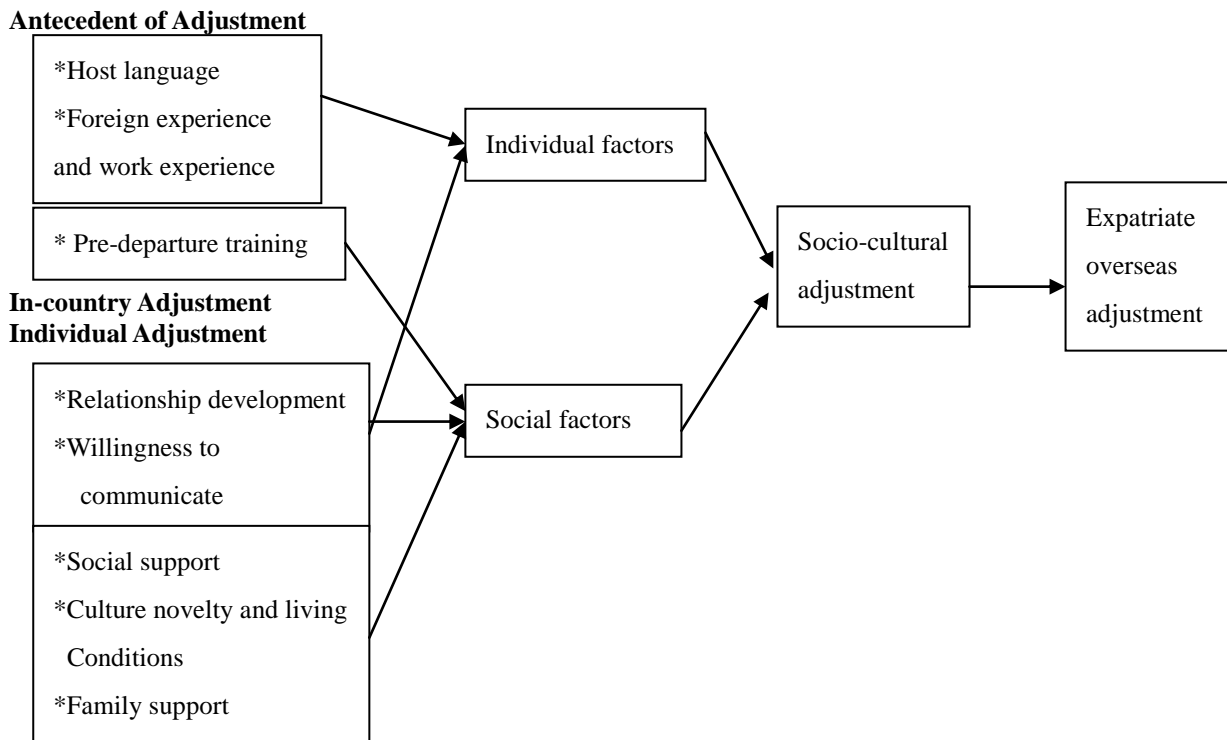 Antecedent of Adjustment
*Host language
*Foreign experience
and work experience
* Pre-departure training
In-country Adjustment
Individual Adjustment
*Relationship development
*Willingness to
communicate
*Social support
*Culture novelty and living
Conditions
*Family support
Individual factors
Social factors
Socio-cultural
adjustment
Expatriate
overseas
adjustment